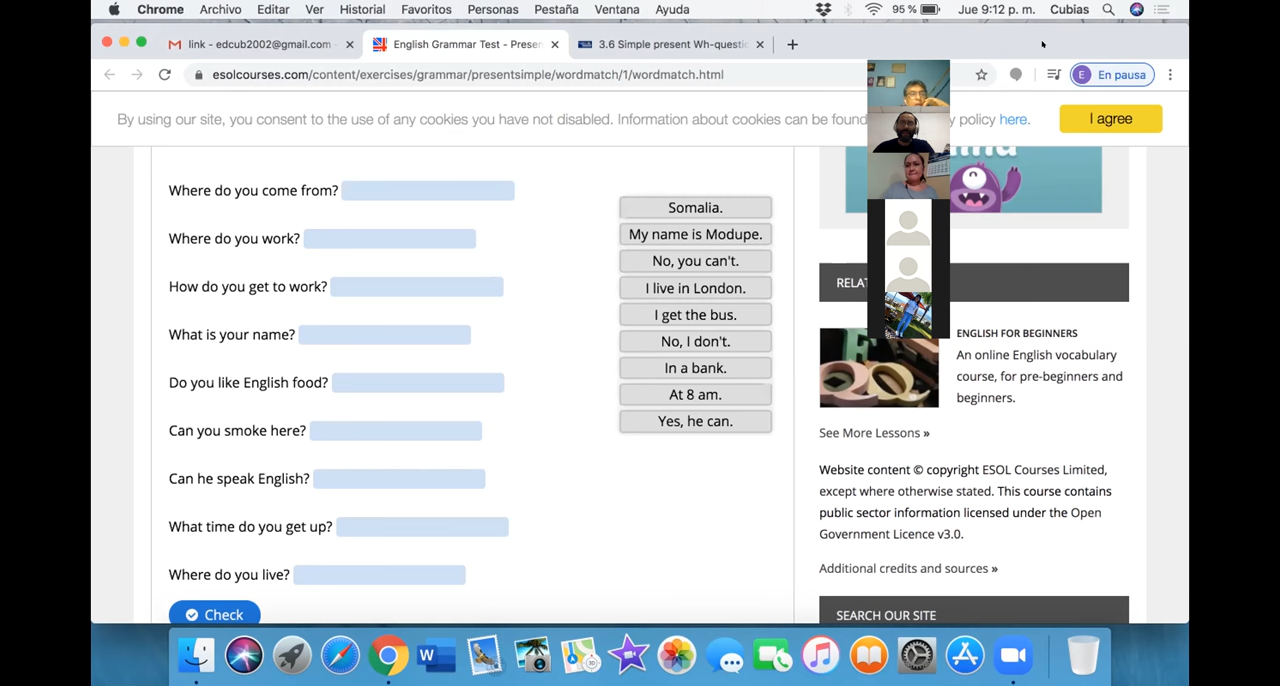 Chrome Archivo Editar Ver Historial Favoritos Personas Pestaña Ventana Ayuda 95 % Jue 9:12 p. m. Cubias
link - edcub2002@gmail.com - English Grammar Test - Presen 3.6 Simple present Wh-questi
esolcourses.com/content/exercises/grammar/presentsimple/wordmatch/1/wordmatch.html E En pausa
By using our site, you consent to the use of any cookies you have not disabled. Information about cookies can be found policy here. I agree
Where do you come from?
Where do you work?
How do you get to work?
What is your name?
Do you like English food?
Can you smoke here?
Can he speak English?
What time do you get up?
Where do you live?
Check
Somalia.
My name is Modupe.
No, you can't.
I live in London.
I get the bus.
No, I don't.
In a bank.
At 8 am.
Yes, he can.
RELAT
ENGLISH FOR BEGINNERS
An online English vocabulary
course, for pre-beginners and
beginners.
See More Lessons »
Website content © copyright ESOL Courses Limited,
except where otherwise stated. This course contains
public sector information licensed under the Open
Government Licence v3.0.
Additional credits and sources »
SEARCH OUR SITE